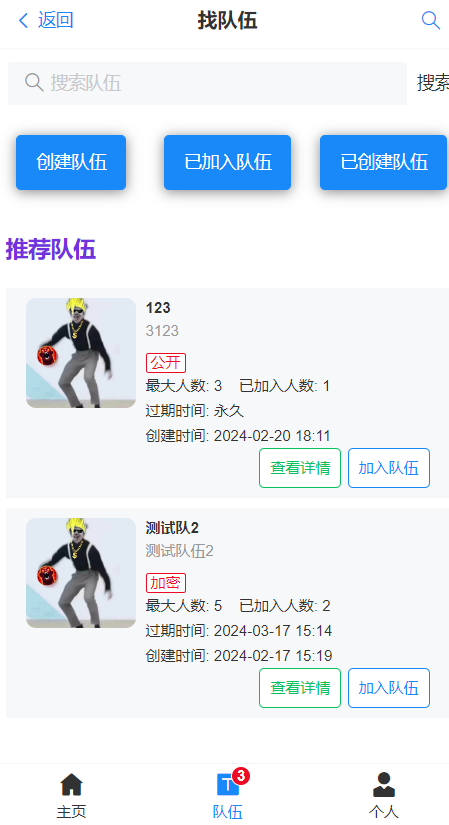 返回 找队伍
搜索队伍 搜索
创建队伍 已加入队伍 已创建队伍
推荐队伍
123
3123
公开
最大人数: 3 已加入人数: 1
过期时间: 永久
创建时间: 2024-02-20 18:11
查看详情 加入队伍
测试队2
测试队伍2
加密
最大人数: 5 已加入人数: 2
过期时间: 2024-03-17 15:14
创建时间: 2024-02-17 15:19
查看详情 加入队伍
T 3
主页 队伍 个人